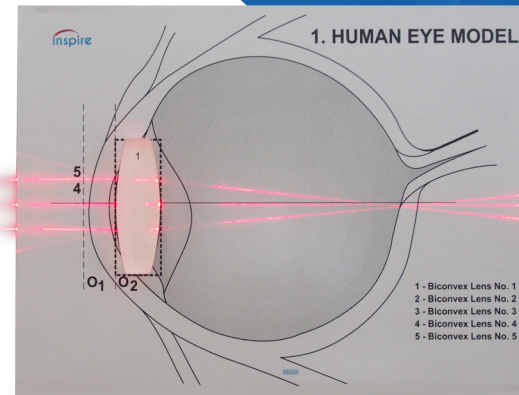 inspire
1. HUMAN EYE MODEL
1
5
4
O1 O2
1 - Biconvex Lens No. 1
2 - Biconvex Lens No. 2
3 - Biconvex Lens No. 3
4 - Biconvex Lens No. 4
5 - Biconvex Lens No. 5